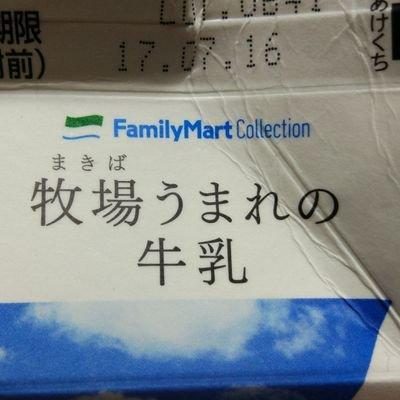 期限
前)
17.07.16
あけくち
FamilyMart Collection
まきば
牧場うまれの
牛乳